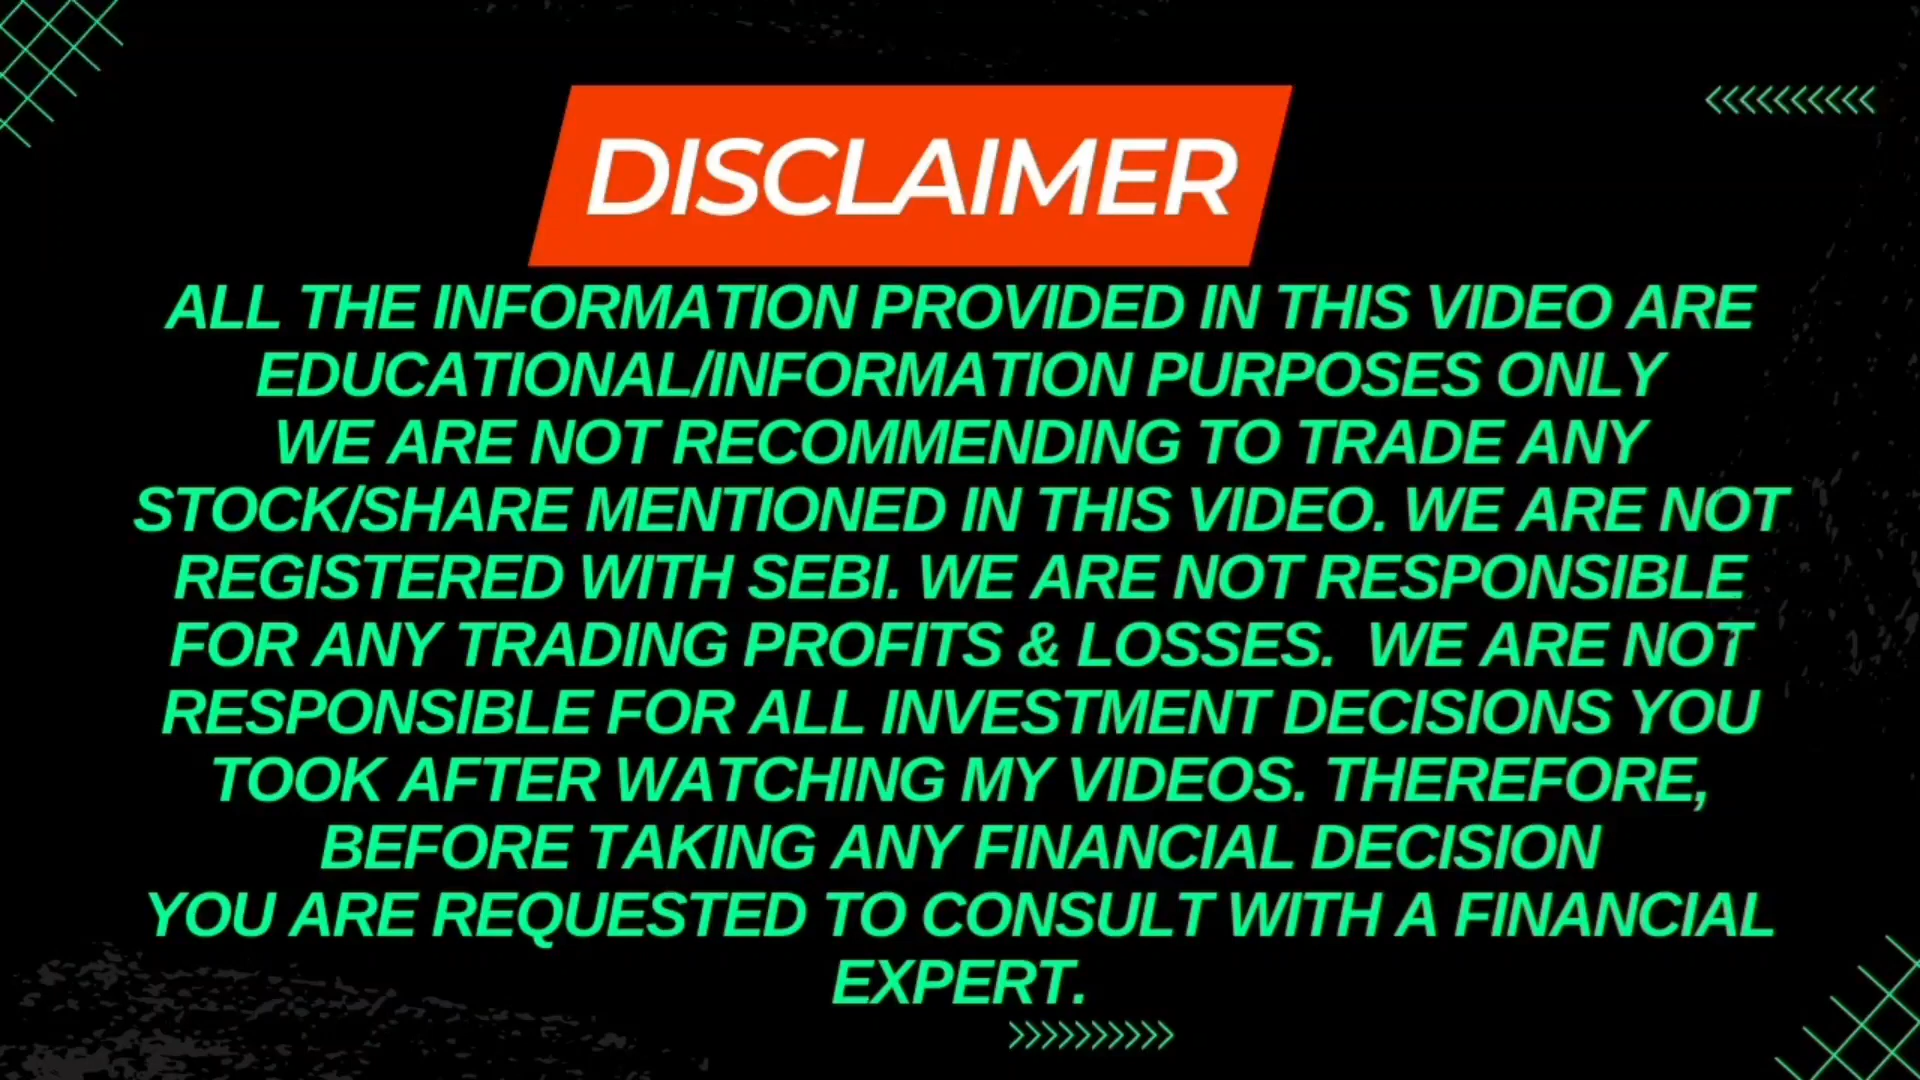 DISCLAIMER
ALL THE INFORMATION PROVIDED IN THIS VIDEO ARE
EDUCATIONAL/INFORMATION PURPOSES ONLY
WE ARE NOT RECOMMENDING TO TRADE ANY
STOCK/SHARE MENTIONED IN THIS VIDEO. WE ARE NOT
REGISTERED WITH SEBI. WE ARE NOT RESPONSIBLE
FOR ANY TRADING PROFITS & LOSSES.  WE ARE NOT
RESPONSIBLE FOR ALL INVESTMENT DECISIONS YOU
TOOK AFTER WATCHING MY VIDEOS. THEREFORE,
BEFORE TAKING ANY FINANCIAL DECISION
YOU ARE REQUESTED TO CONSULT WITH A FINANCIAL
EXPERT.